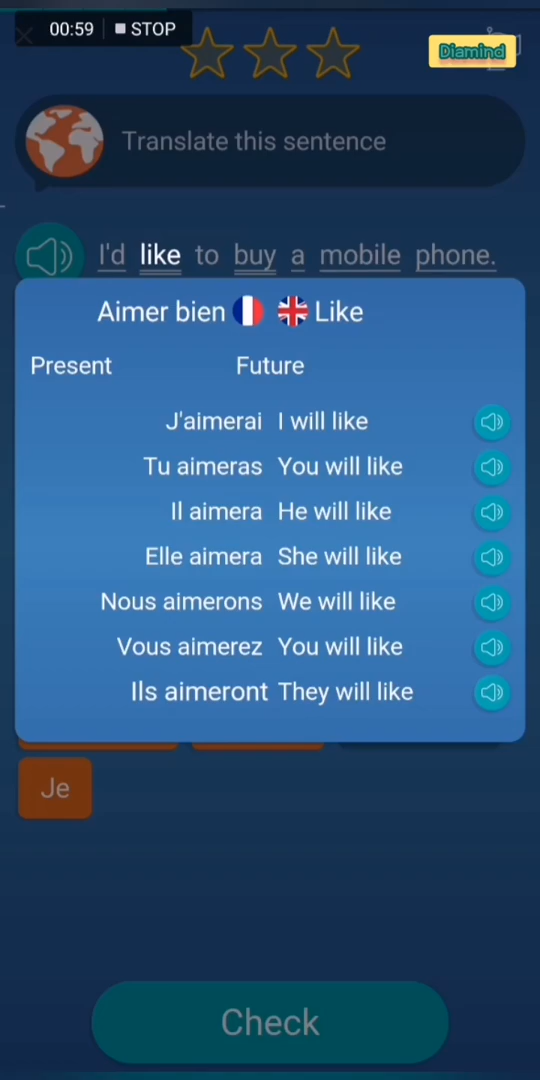 00:59 STOP
Diamind
Translate this sentence
I'd like to buy a mobile phone.
Aimer bien Like
Present Future
J'aimerai I will like
Tu aimeras You will like
Il aimera He will like
Elle aimera She will like
Nous aimerons We will like
Vous aimerez You will like
Ils aimeront They will like
Je
Check